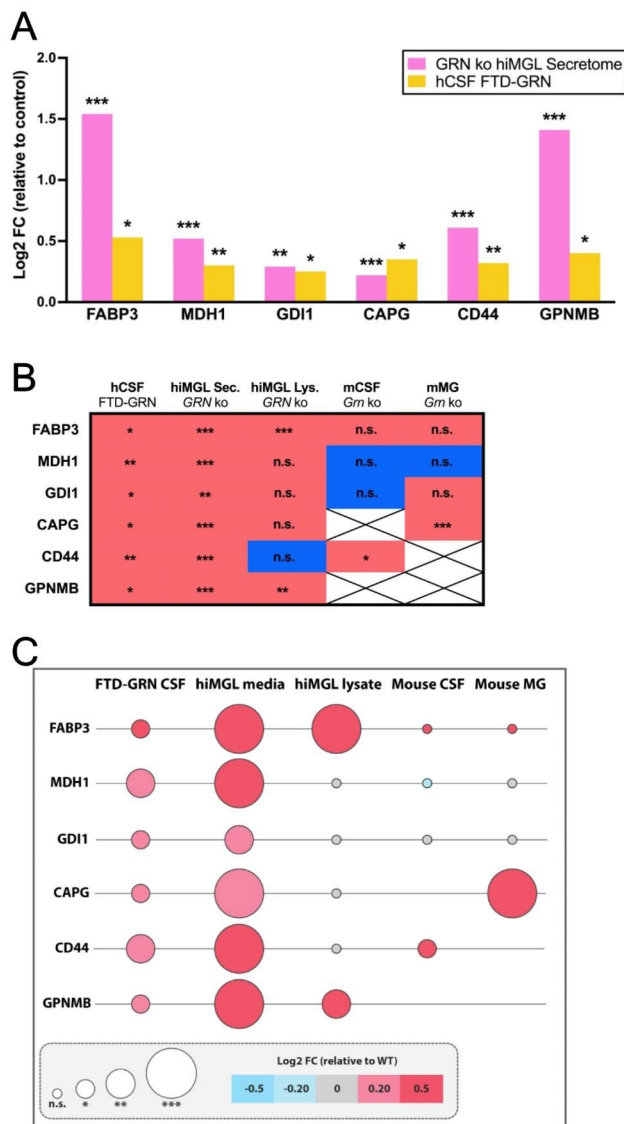 A
2.0
1.5
1.0
0.5
0.0
Log2 FC (relative to control)
GRN ko hiMGL Secretome
hCSF FTD-GRN
*** * *** ** ** * *** * *** ** *** *
FABP3 MDH1 GDI1 CAPG CD44 GPNMB
B
hCSF hiMGL Sec. hiMGL Lys. mCSF mMG
FTD-GRN GRN ko GRN ko Grn ko Grn ko
FABP3 * *** *** n.s. n.s.
MDH1 ** *** n.s. n.s. n.s.
GDI1 * ** n.s. n.s. n.s.
CAPG * *** n.s. ***
CD44 ** *** n.s. *
GPNMB * *** **
C
FTD-GRN CSF hiMGL media hiMGL lysate Mouse CSF Mouse MG
FABP3
MDH1
GDI1
CAPG
CD44
GPNMB
n.s. * ** ***
Log2 FC (relative to WT)
-0.5 -0.20 0 0.20 0.5